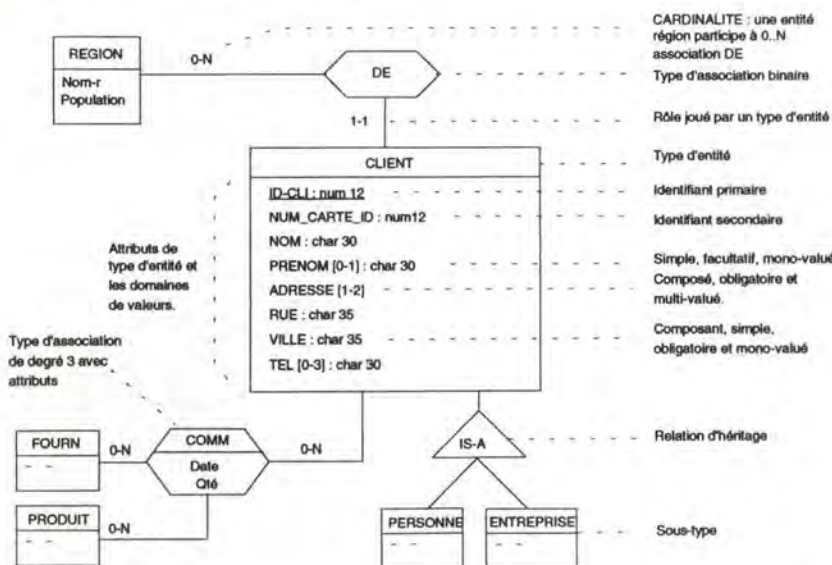 CARDINALITE : une entité
région participe à 0..N
association DE
REGION
0-N
DE
Nom-r
Population
Type d'association binaire
1-1
Rôle joué par un type d'entité
CLIENT
Type d'entité
ID-CLI : num 12
Identifiant primaire
NUM_CARTE_ID : num12
Identifiant secondaire
NOM : char 30
Attributs de
type d'entité et
les domaines
de valeurs.
PRENOM [0-1] : char 30
Simple, facultatif, mono-valué
ADRESSE [1-2]
Composé, obligatoire et
multi-valué.
RUE : char 35
VILLE : char 35
Composant, simple,
obligatoire et mono-valué
TEL [0-3] : char 30
Type d'association
de degré 3 avec
attributs
FOURN
0-N
COMM
0-N
Date
Qté
IS-A
Relation d'héritage
PRODUIT
0-N
PERSONNE
ENTREPRISE
Sous-type